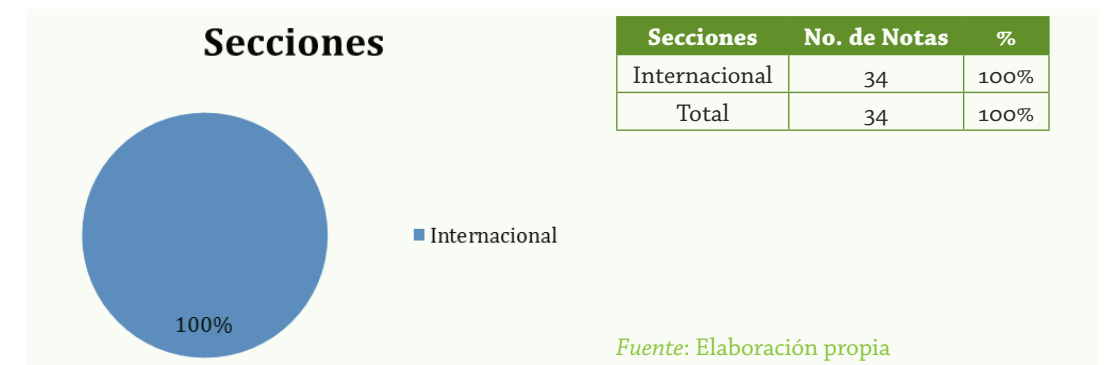 Secciones
100%
Internacional
Secciones No. de Notas %
Internacional 34 100%
Total 34 100%
Fuente: Elaboración propia